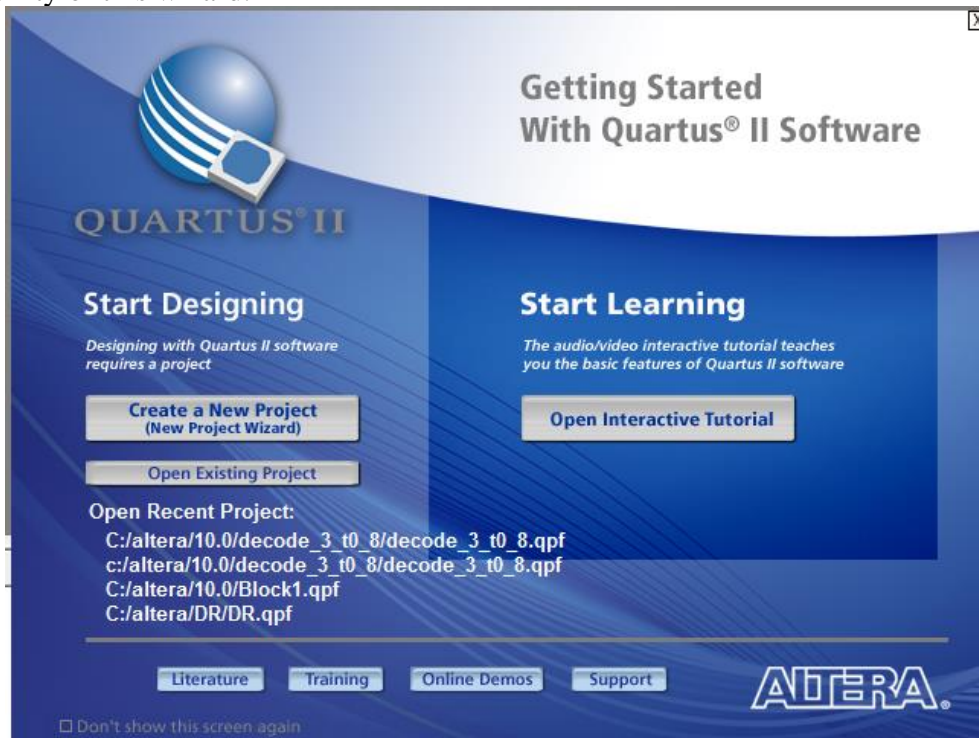 Getting Started
With Quartus® II Software
QUARTUS® II
Start Designing
Designing with Quartus II software
requires a project
Create a New Project
(New Project Wizard)
Open Existing Project
Open Recent Project:
C:/altera/10.0/decode_3_t0_8/decode_3_t0_8.qpf
c:/altera/10.0/decode_3_t0_8/decode_3_t0_8.qpf
C:/altera/10.0/Block1.qpf
C:/altera/DR/DR.qpf
Start Learning
The audio/video interactive tutorial teaches
you the basic features of Quartus II software
Open Interactive Tutorial
Literature Training Online Demos Support
ALTERA®
Don't show this screen again